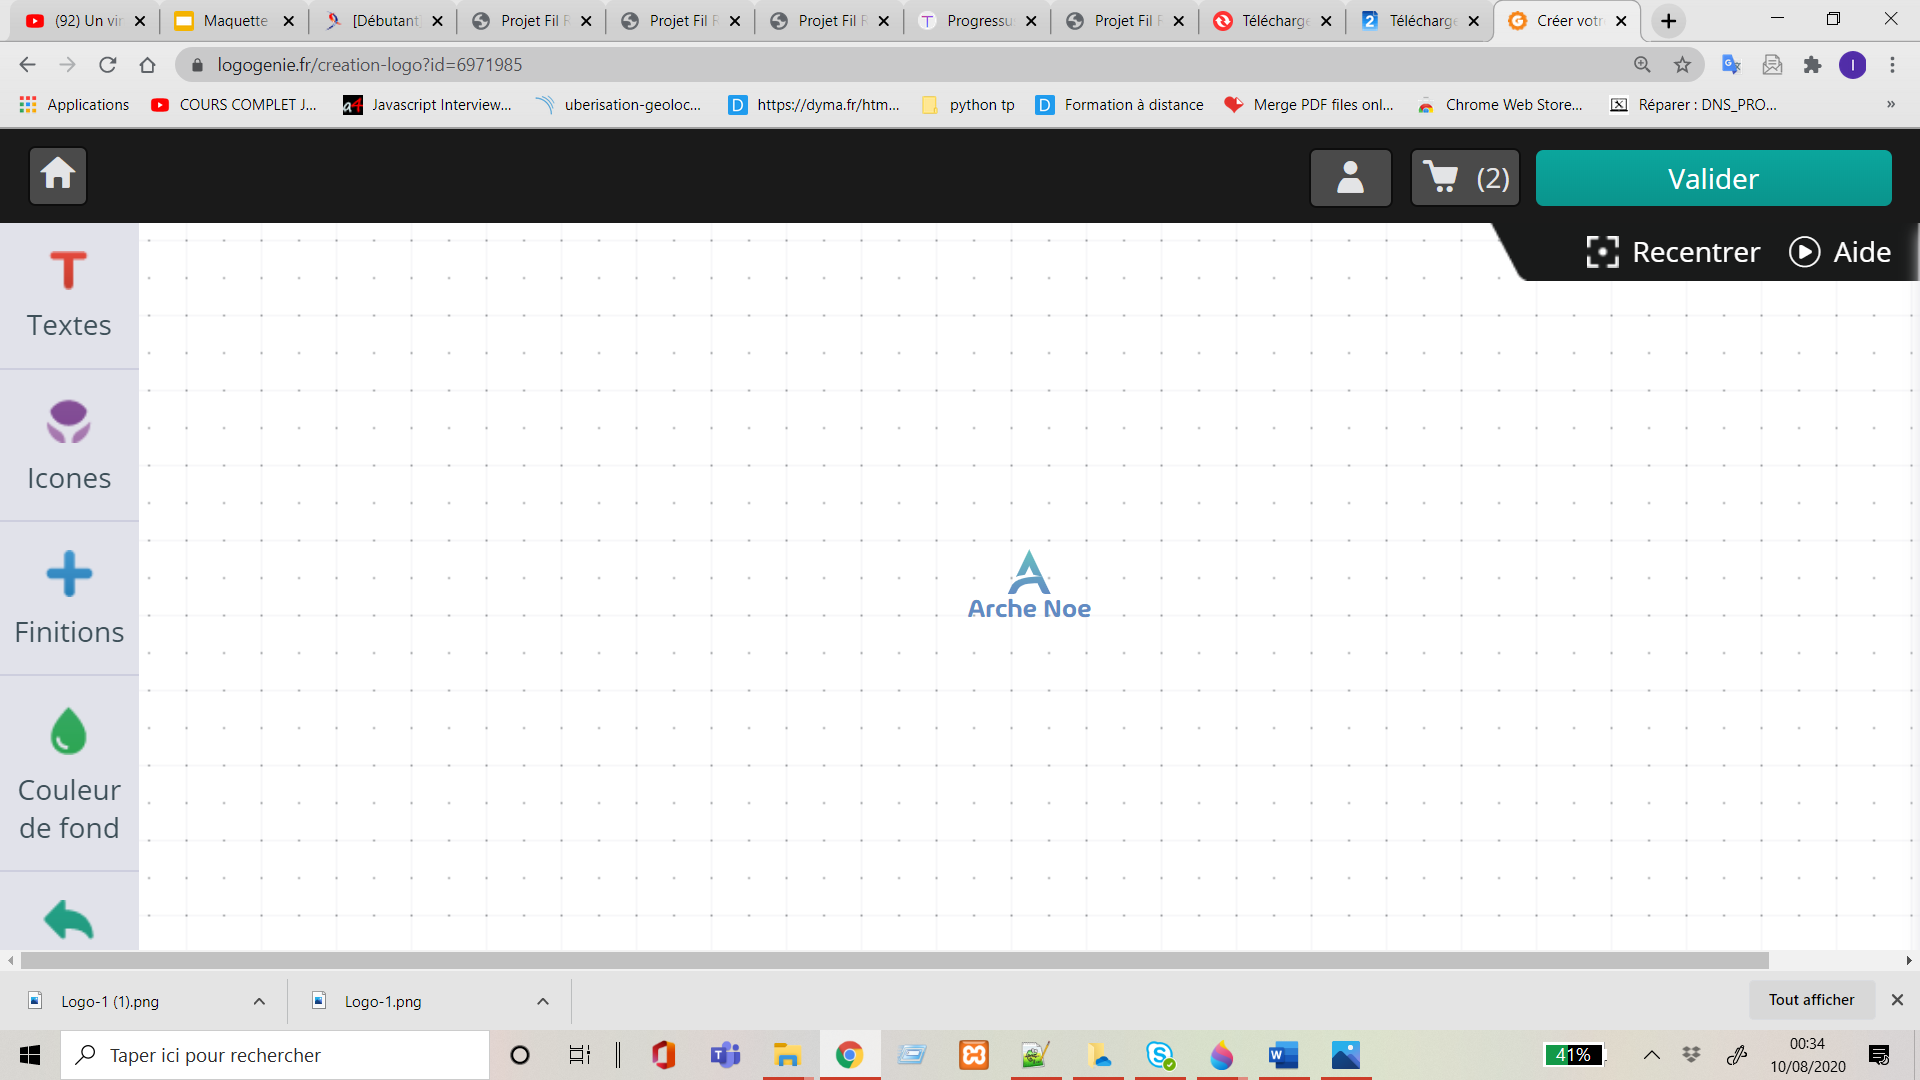 (92) Un vir
Maquette
[Débutant]
Projet Fil R
Projet Fil R
Projet Fil R
Progressus
Projet Fil R
Télécharge
Télécharge
Créer votre
logogenie.fr/creation-logo?id=6971985
Applications
COURS COMPLET J...
Javascript Interview...
uberisation-geoloc...
https://dyma.fr/htm...
python tp
Formation à distance
Merge PDF files onl...
Chrome Web Store...
Réparer : DNS_PRO...
»
(2)
Valider
Recentrer
Aide
Textes
Icones
Finitions
Couleur
de fond
Arche Noe
Logo-1 (1).png
Logo-1.png
Tout afficher
Taper ici pour rechercher
41%
00:34
10/08/2020